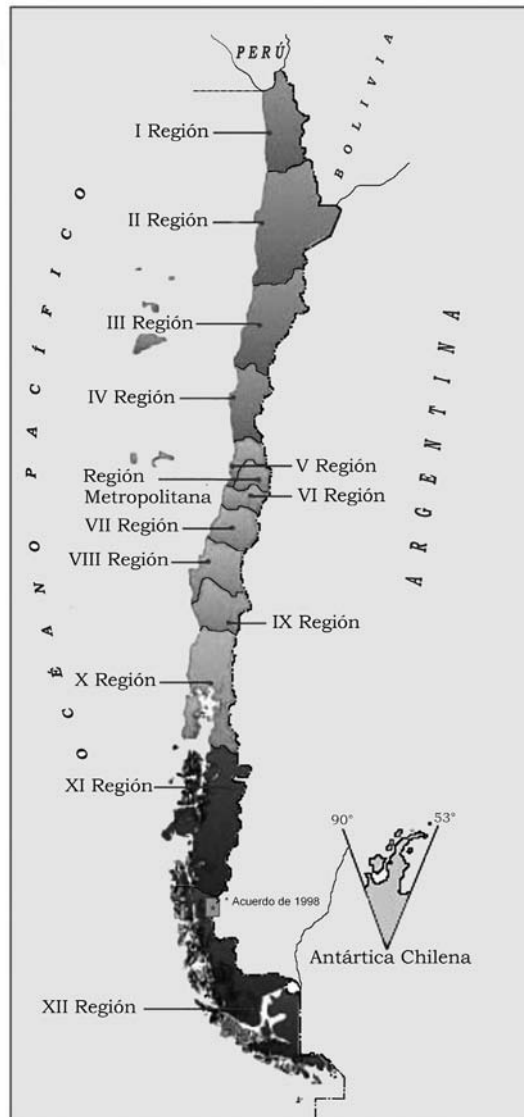 PERÚ
BOLIVIA
I Región
II Región
OCÉANO PACÍFICO
III Región
ARGENTINA
IV Región
V Región
Región
Metropolitana
VI Región
VII Región
VIII Región
IX Región
X Región
XI Región
90°
53°
* Acuerdo de 1998
Antártica Chilena
XII Región